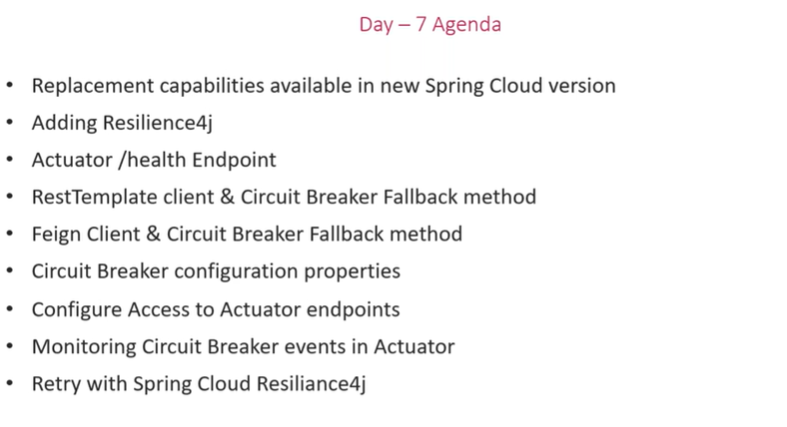 Day – 7 Agenda
• Replacement capabilities available in new Spring Cloud version
• Adding Resilience4j
• Actuator /health Endpoint
• RestTemplate client & Circuit Breaker Fallback method
• Feign Client & Circuit Breaker Fallback method
• Circuit Breaker configuration properties
• Configure Access to Actuator endpoints
• Monitoring Circuit Breaker events in Actuator
• Retry with Spring Cloud Resiliance4j